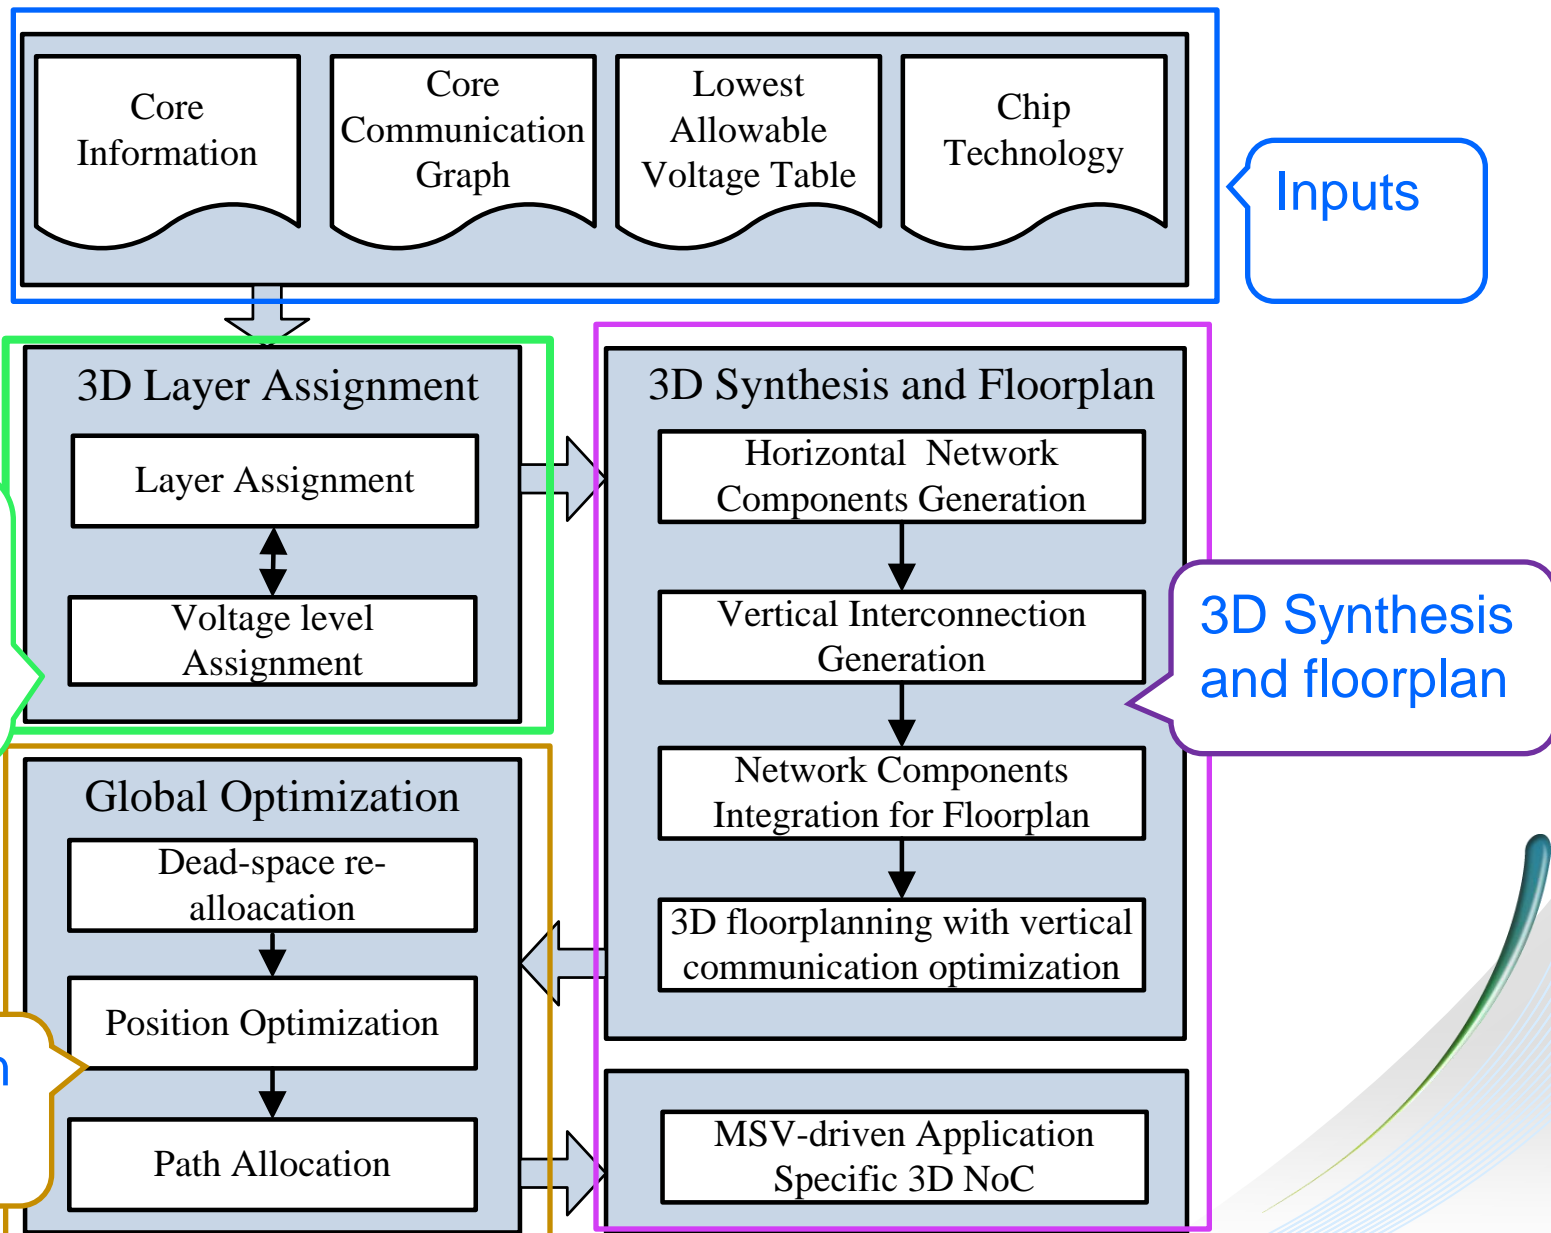 Core
Information
Core
Communication
Graph
Lowest
Allowable
Voltage Table
Chip
Technology
Inputs
3D Layer Assignment
Layer Assignment
Voltage level
Assignment
3D Synthesis and Floorplan
Horizontal Network
Components Generation
Vertical Interconnection
Generation
Network Components
Integration for Floorplan
3D floorplanning with vertical
communication optimization
3D Synthesis
and floorplan
Global Optimization
Dead-space re-
alloacation
Position Optimization
Path Allocation
MSV-driven Application
Specific 3D NoC